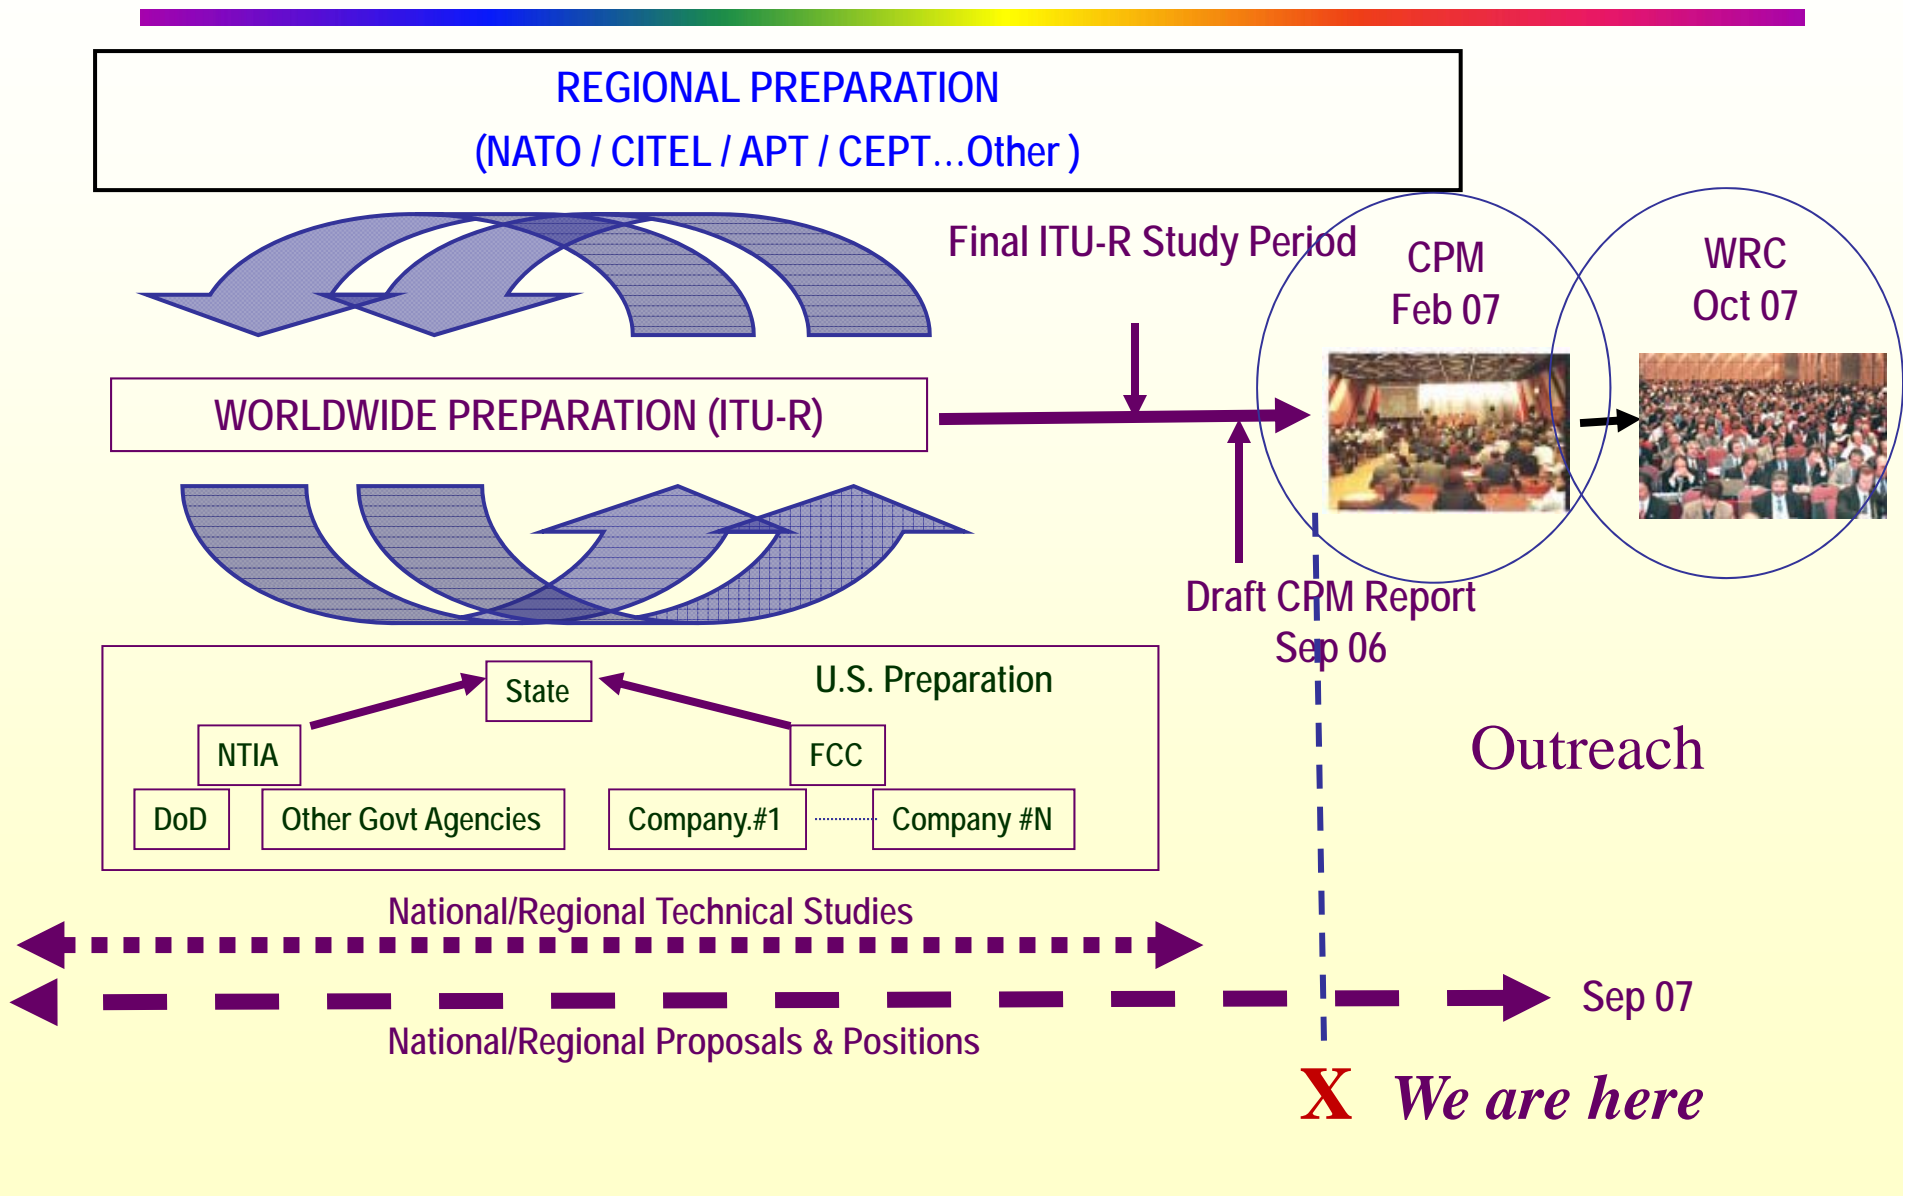 REGIONAL PREPARATION
(NATO / CITEL / APT / CEPT…Other )
Final ITU-R Study Period
CPM
Feb 07
WRC
Oct 07
WORLDWIDE PREPARATION (ITU-R)
Draft CPM Report
Sep 06
U.S. Preparation
State
NTIA
FCC
DoD
Other Govt Agencies
Company.#1
Company #N
Outreach
National/Regional Technical Studies
Sep 07
National/Regional Proposals & Positions
X We are here